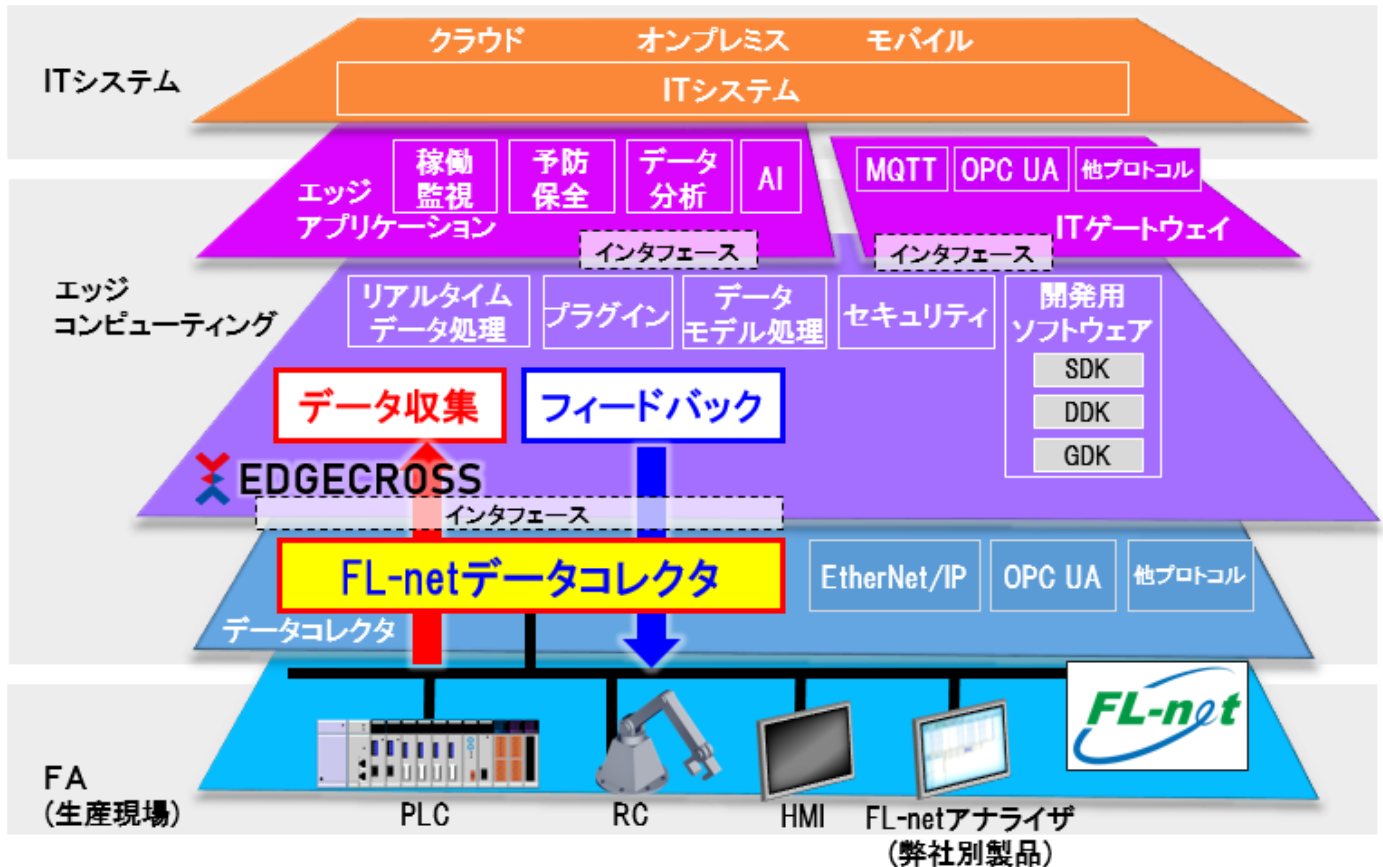 クラウド オンプレミス モバイル
ITシステム
ITシステム
稼働
監視
予防
保全
データ
分析
AI
エッジ
アプリケーション
MQTT
OPC UA
他プロトコル
ITゲートウェイ
インタフェース
インタフェース
エッジ
コンピューティング
リアルタイム
データ処理
プラグイン
データ
モデル処理
セキュリティ
開発用
ソフトウェア
SDK
DDK
GDK
データ収集
フィードバック
EDGECROSS
インタフェース
FL-netデータコレクタ
EtherNet/IP
OPC UA
他プロトコル
データコレクタ
FL-net
FA
(生産現場)
PLC
RC
HMI
FL-netアナライザ
(弊社別製品)